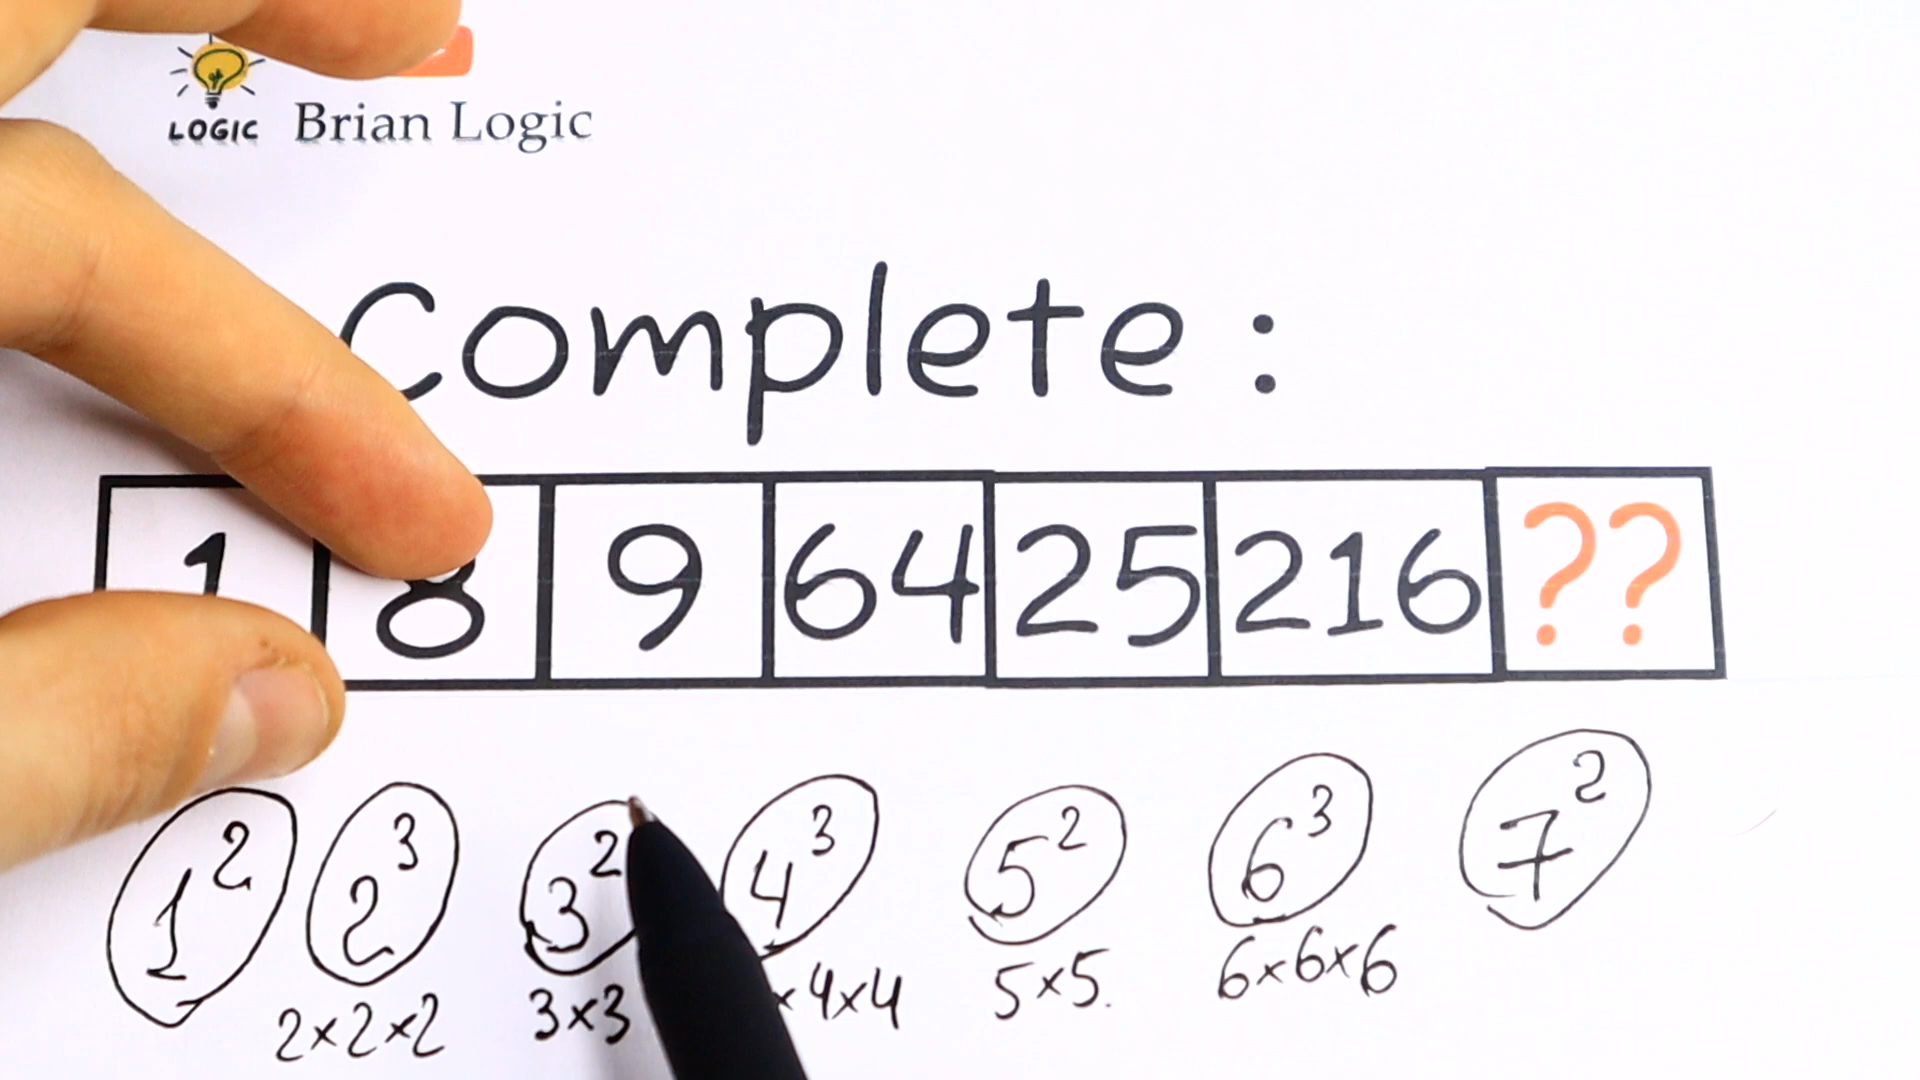 LOGIC Brian Logic
Complete :
1 8 9 64 25 216 ??
1² 2³ 3² 4³ 5² 6³ 7²
2×2×2 3×3 ×4×4 5×5. 6×6×6